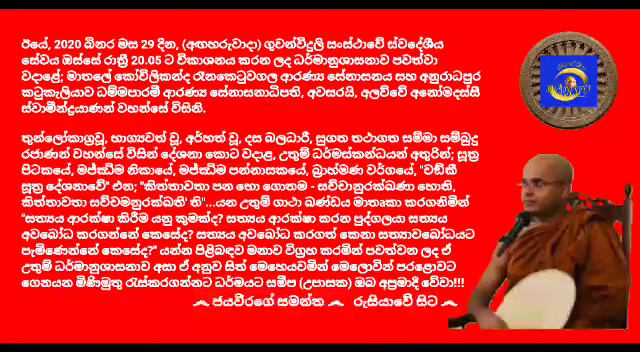 ඊයේ, 2020 බිනර මස 29 දින, (අඟහරුවාදා) ගුවන්විදුලි සංස්ථාවේ ස්වදේශීය
සේවය ඔස්සේ රාත්‍රී 20.05 ට විකාශනය කරන ලද ධර්මානුශාසනාව පවත්වා
වදාළේ; මාතලේ කෝවිලිකන්ද රැනකෙටුවගල ආරණ්‍ය සේනාසනය සහ අනුරාධපුර
කටුකැලියාව ධම්මපාරමී ආරණ්‍ය සේනාසනාධිපති, අවසරයි, අලව්වේ අනෝමදස්සී
ස්වාමීන්ද්‍රයාණන් වහන්සේ විසිනි.
තුන්ලෝකාග්‍රවූ, භාග්‍යවත් වූ, අර්හත් වූ, දස බලධාරී, සුගත තථාගත සම්මා සම්බුදු
රජාණන් වහන්සේ විසින් දේශනා කොට වදාළ, උතුම් ධර්මස්කන්ධයන් අතුරින්; සූත්‍ර
පිටකයේ, මජ්ඣිම නිකායේ, මජ්ඣිම පන්නාසකයේ, බ්‍රාහ්මණ වර්ගයේ, "චඞ්කී
සූත්‍ර දේශනාවේ" එන; "කිත්තාවතා පන භො ගොතම - සච්චානුරක්ඛණා හොති,
කිත්තාවතා සච්චමනුරක්ඛති' ති"...යන උතුම් ගාථා ඛණ්ඩය මාතෘකා කරගනිමින්
"සත්‍යය ආරක්ෂා කිරීම යනු කුමක්ද? සත්‍යය ආරක්ෂා කරන පුද්ගලයා සත්‍යය
අවබෝධ කරගන්නේ කෙසේද? සත්‍යය අවබෝධ කරගත් කෙනා සත්‍යාවබෝධයට
පැමිණෙන්නේ කෙසේද?" යන්න පිළිබඳව මනාව විග්‍රහ කරමින් පවත්වන ලද ඒ
උතුම් ධර්මානුශාසනාව අසා ඒ අනුව සිත් මෙහෙයවමින් මෙලොවින් පරලොවට
ගෙනයන මිණිමුතු රැස්කරගන්නට ධර්මයට සමීප (උපාසක) ඔබ අප්‍රමාදි වේවා!!!
ජයවීරගේ සමන්ත රුසියාවේ සිට